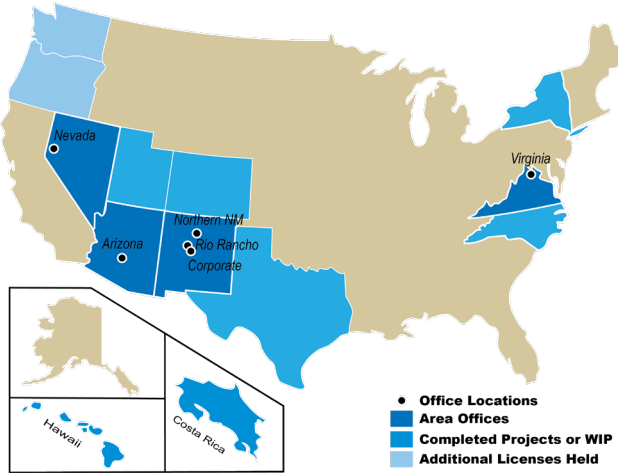 Nevada
Virginia
Northern NM
Arizona
Rio Rancho
Corporate
Hawaii
Costa Rica
Office Locations
Area Offices
Completed Projects or WIP
Additional Licenses Held